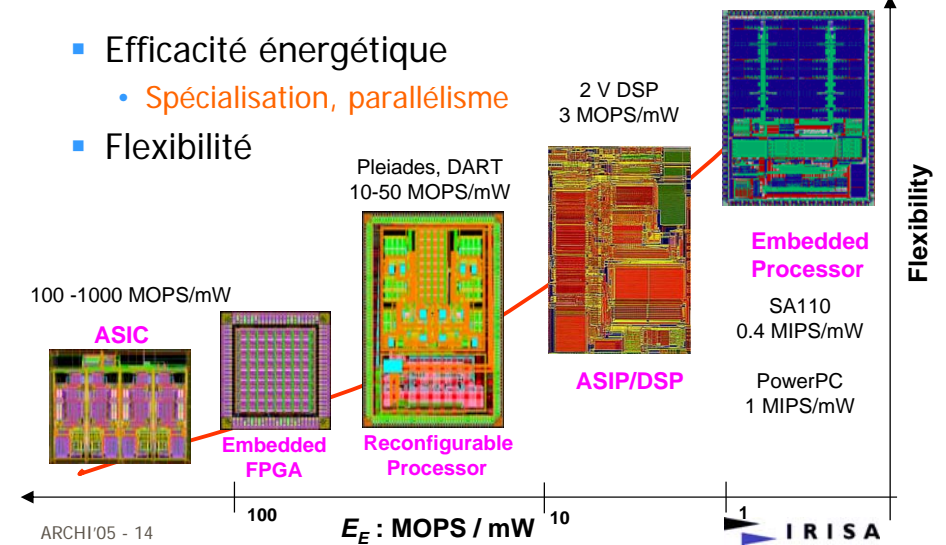 Efficacité énergétique
Spécialisation, parallélisme
Flexibilité
2 V DSP
3 MOPS/mW
Pleiades, DART
10-50 MOPS/mW
100 -1000 MOPS/mW
ASIC
Embedded
FPGA
Reconfigurable
Processor
ASIP/DSP
Embedded
Processor
SA110
0.4 MIPS/mW
PowerPC
1 MIPS/mW
Flexibility
100
10
1
E_E : MOPS / mW
ARCHI'05 - 14
IRISA